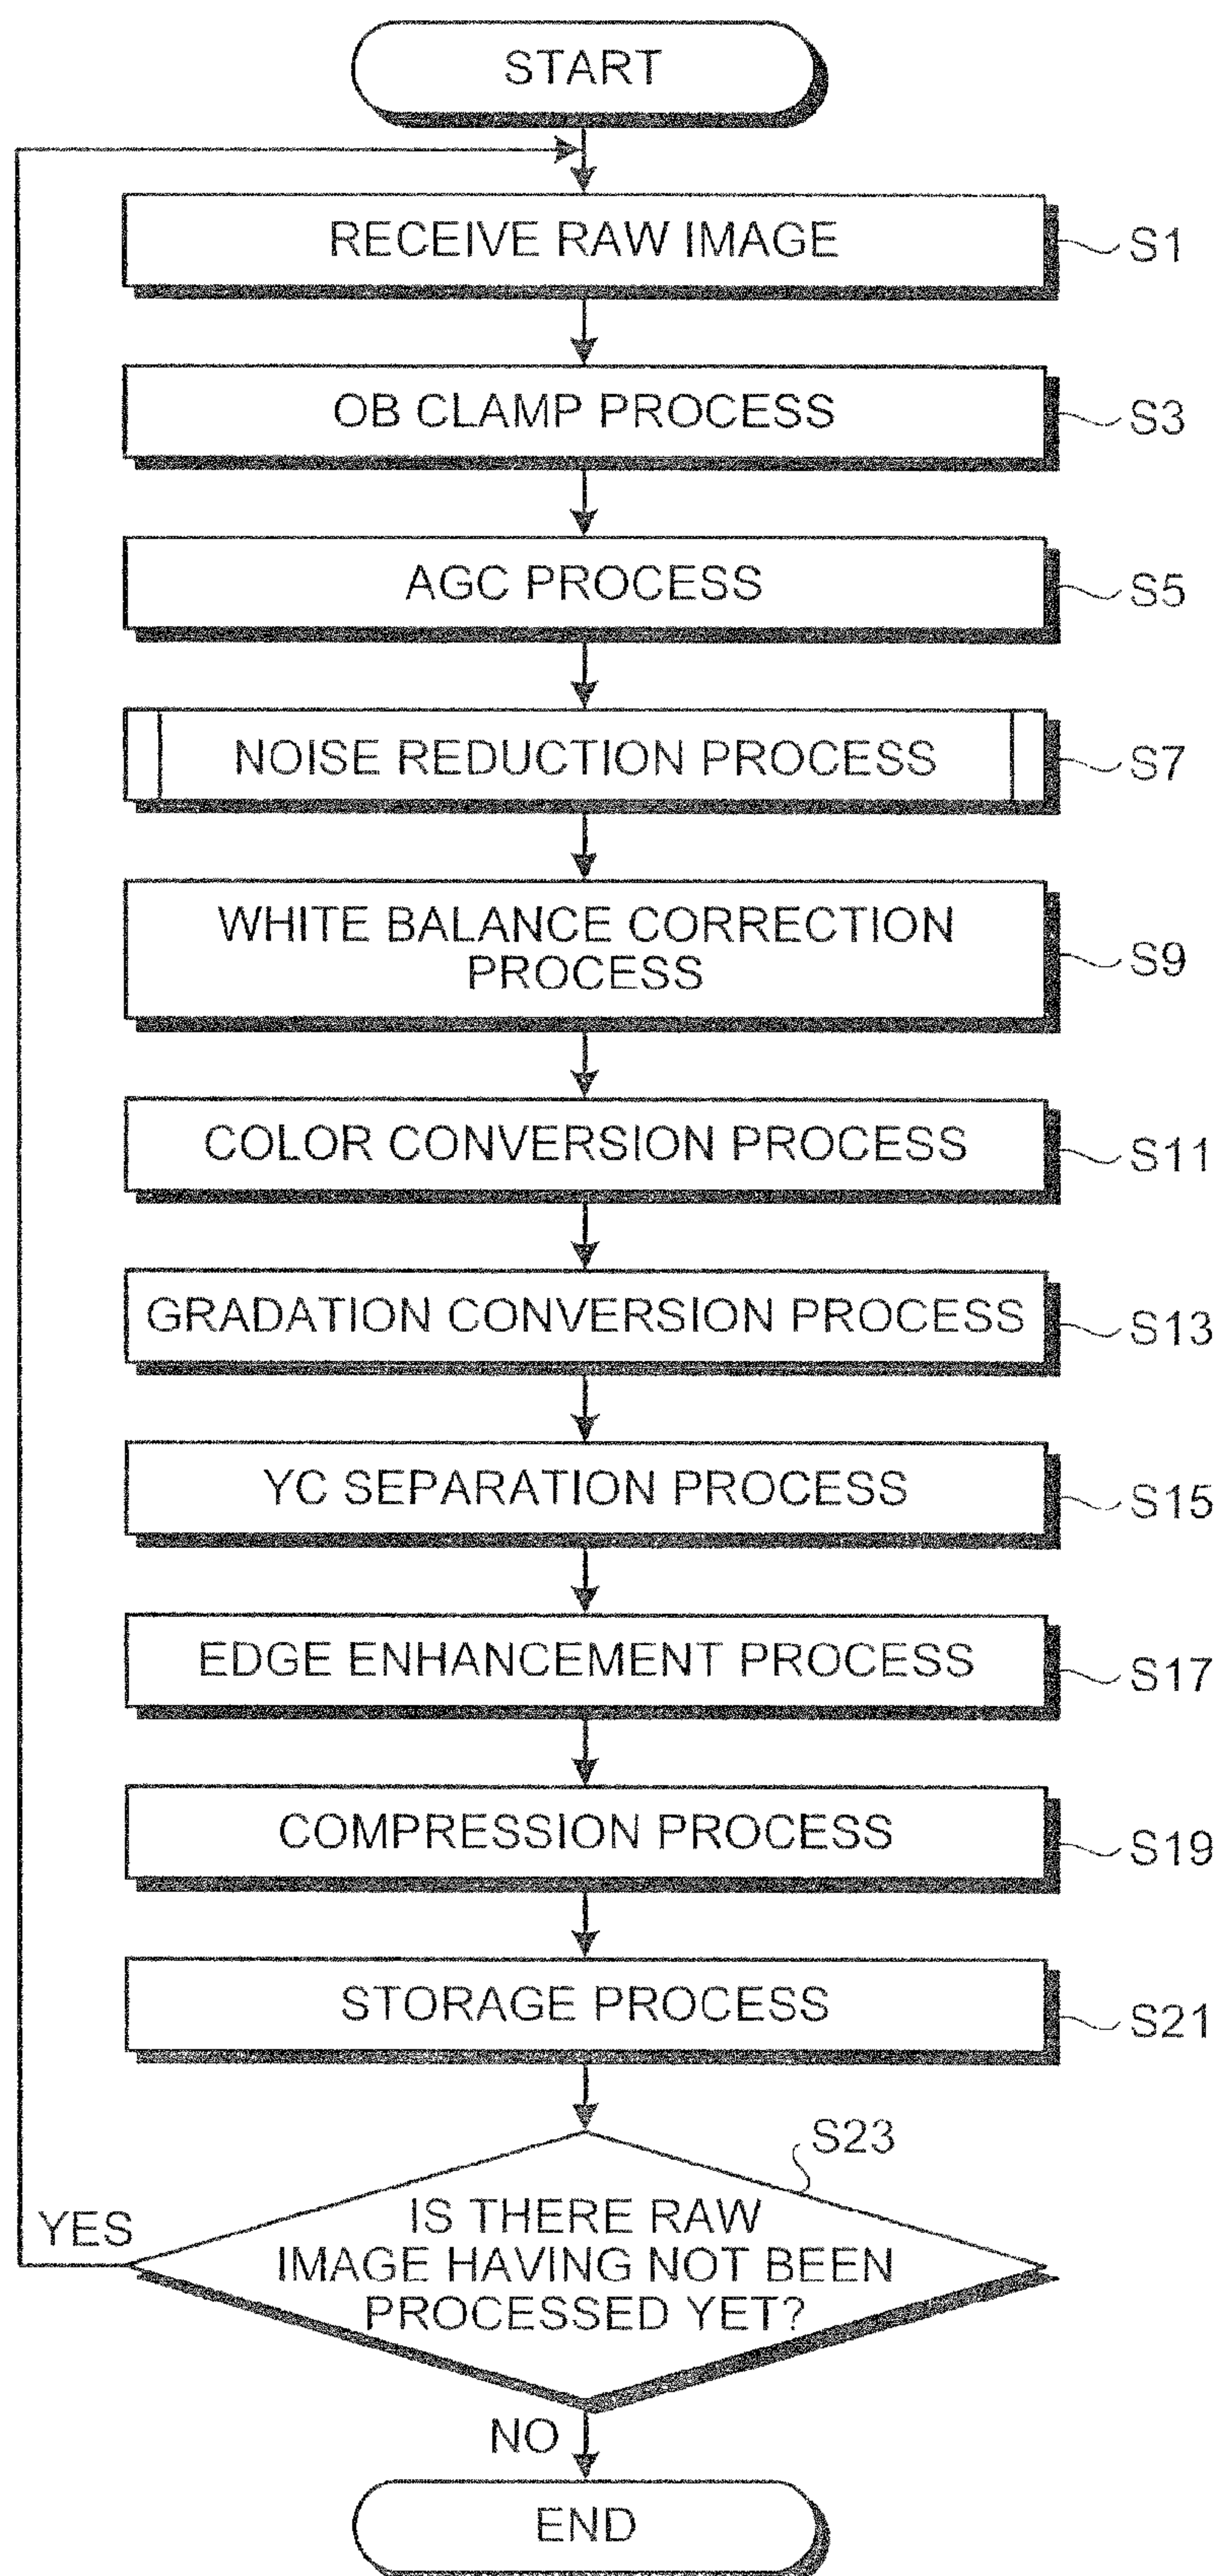 START
RECEIVE RAW IMAGE
S1
OB CLAMP PROCESS
S3
AGC PROCESS
S5
NOISE REDUCTION PROCESS
S7
WHITE BALANCE CORRECTION
PROCESS
S9
COLOR CONVERSION PROCESS
S11
GRADATION CONVERSION PROCESS
S13
YC SEPARATION PROCESS
S15
EDGE ENHANCEMENT PROCESS
S17
COMPRESSION PROCESS
S19
STORAGE PROCESS
S21
S23
YES
IS THERE RAW
IMAGE HAVING NOT BEEN
PROCESSED YET?
NO
END